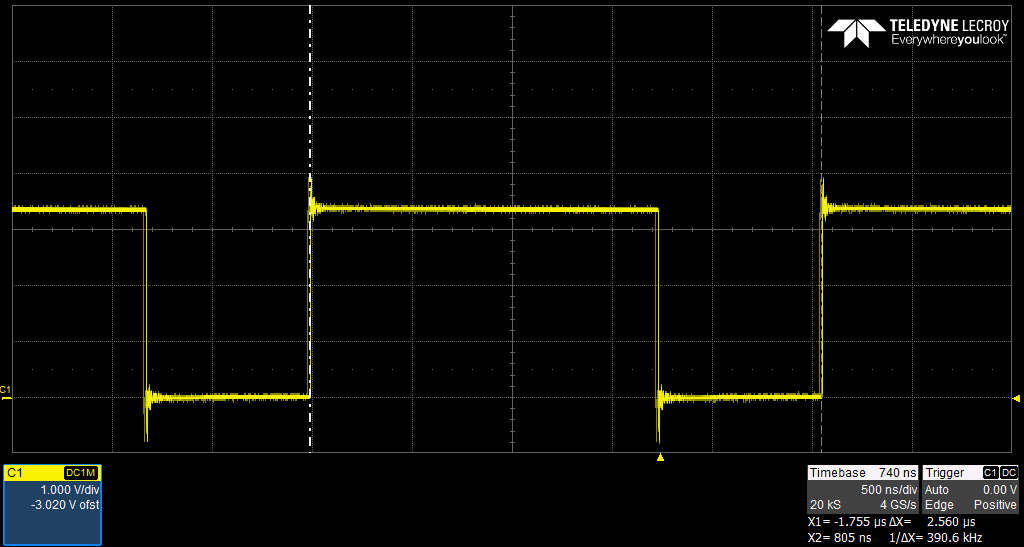 TELEDYNE LECROY
Everywhereyoulook™
C1
C1 DC1M
1.000 V/div
-3.020 V ofst
Timebase 740 ns
500 ns/div
20 kS 4 GS/s
Trigger C1 DC
Auto 0.00 V
Edge Positive
X1= -1.755 µs ΔX= 2.560 µs
X2= 805 ns 1/ΔX= 390.6 kHz